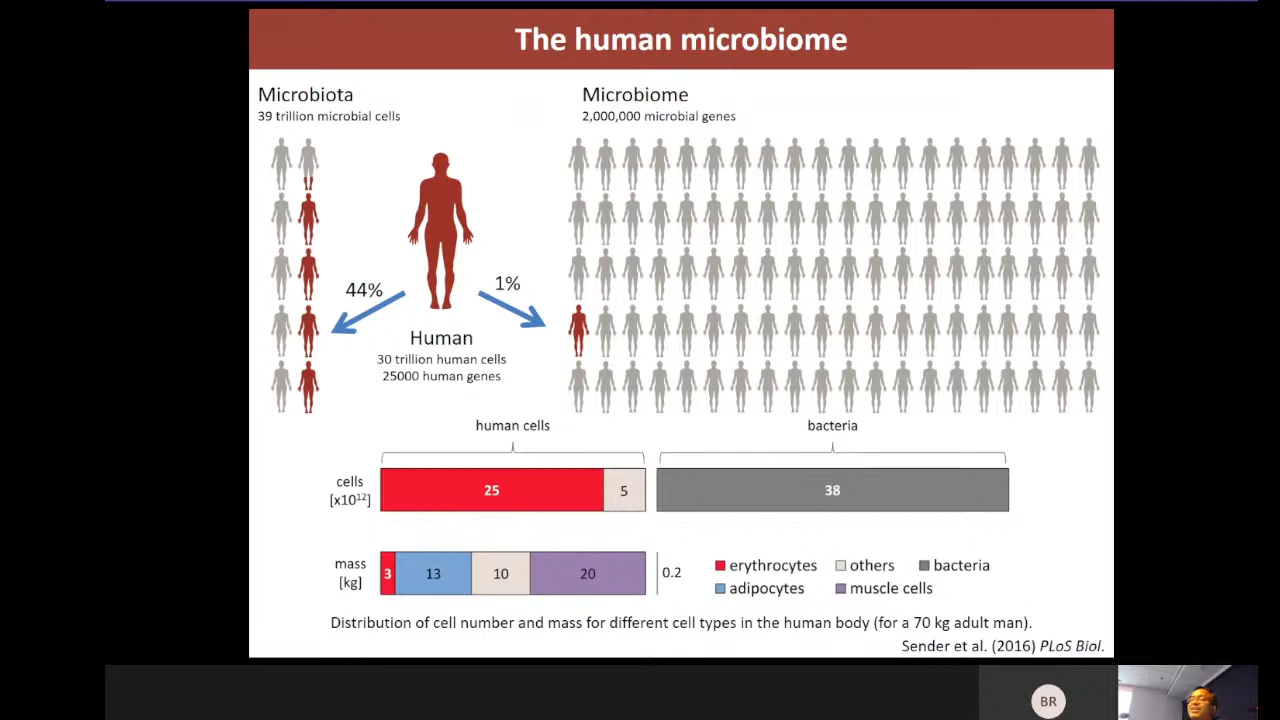 The human microbiome
Microbiota
39 trillion microbial cells
Microbiome
2,000,000 microbial genes
44%
1%
Human
30 trillion human cells
25000 human genes
human cells
bacteria
cells
[x10¹²]
25
5
38
mass
[kg]
3
13
10
20
0.2
erythrocytes
others
bacteria
adipocytes
muscle cells
Distribution of cell number and mass for different cell types in the human body (for a 70 kg adult man).
Sender et al. (2016) PLoS Biol.
BR